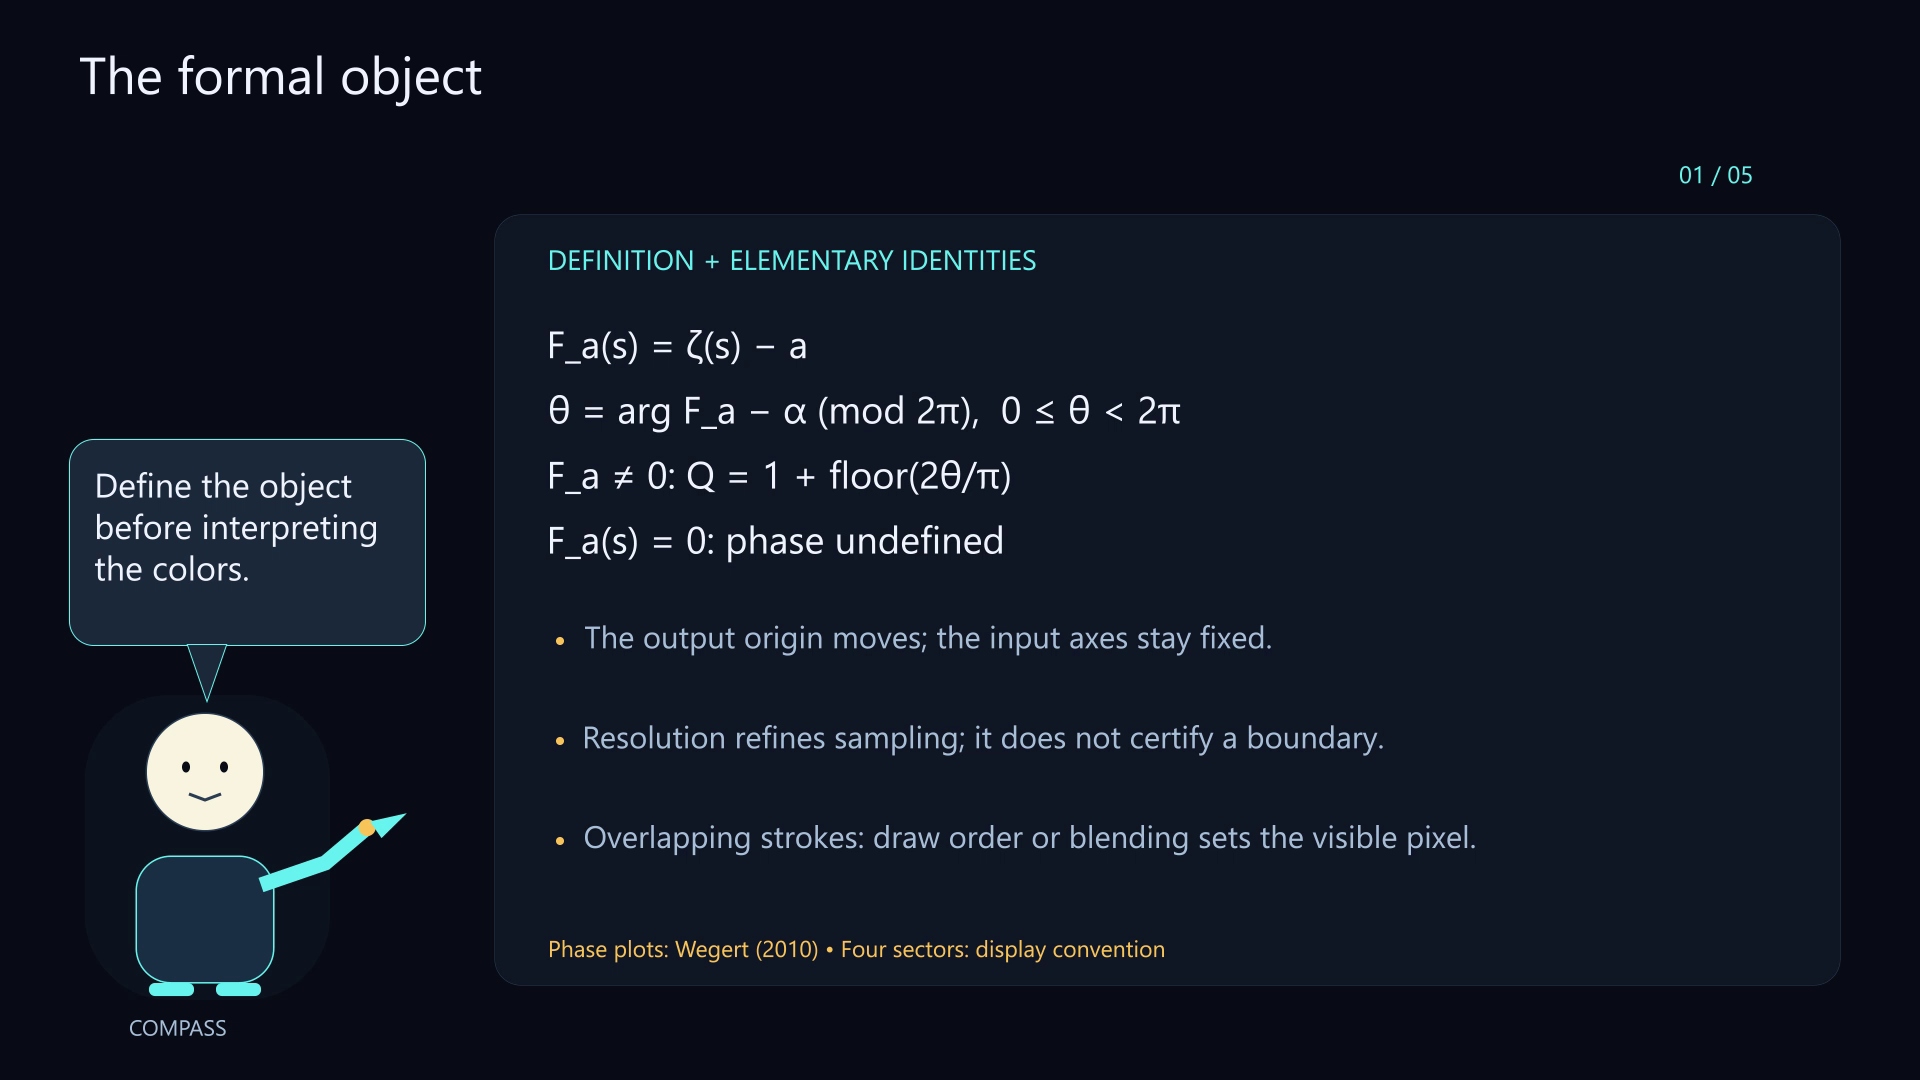 The formal object
01 / 05
DEFINITION + ELEMENTARY IDENTITIES
F_a(s) = ζ(s) − a
θ = arg F_a − α (mod 2π),  0 ≤ θ < 2π
F_a ≠ 0: Q = 1 + floor(2θ/π)
F_a(s) = 0: phase undefined
• The output origin moves; the input axes stay fixed.
• Resolution refines sampling; it does not certify a boundary.
• Overlapping strokes: draw order or blending sets the visible pixel.
Phase plots: Wegert (2010) • Four sectors: display convention
Define the object
before interpreting
the colors.
COMPASS